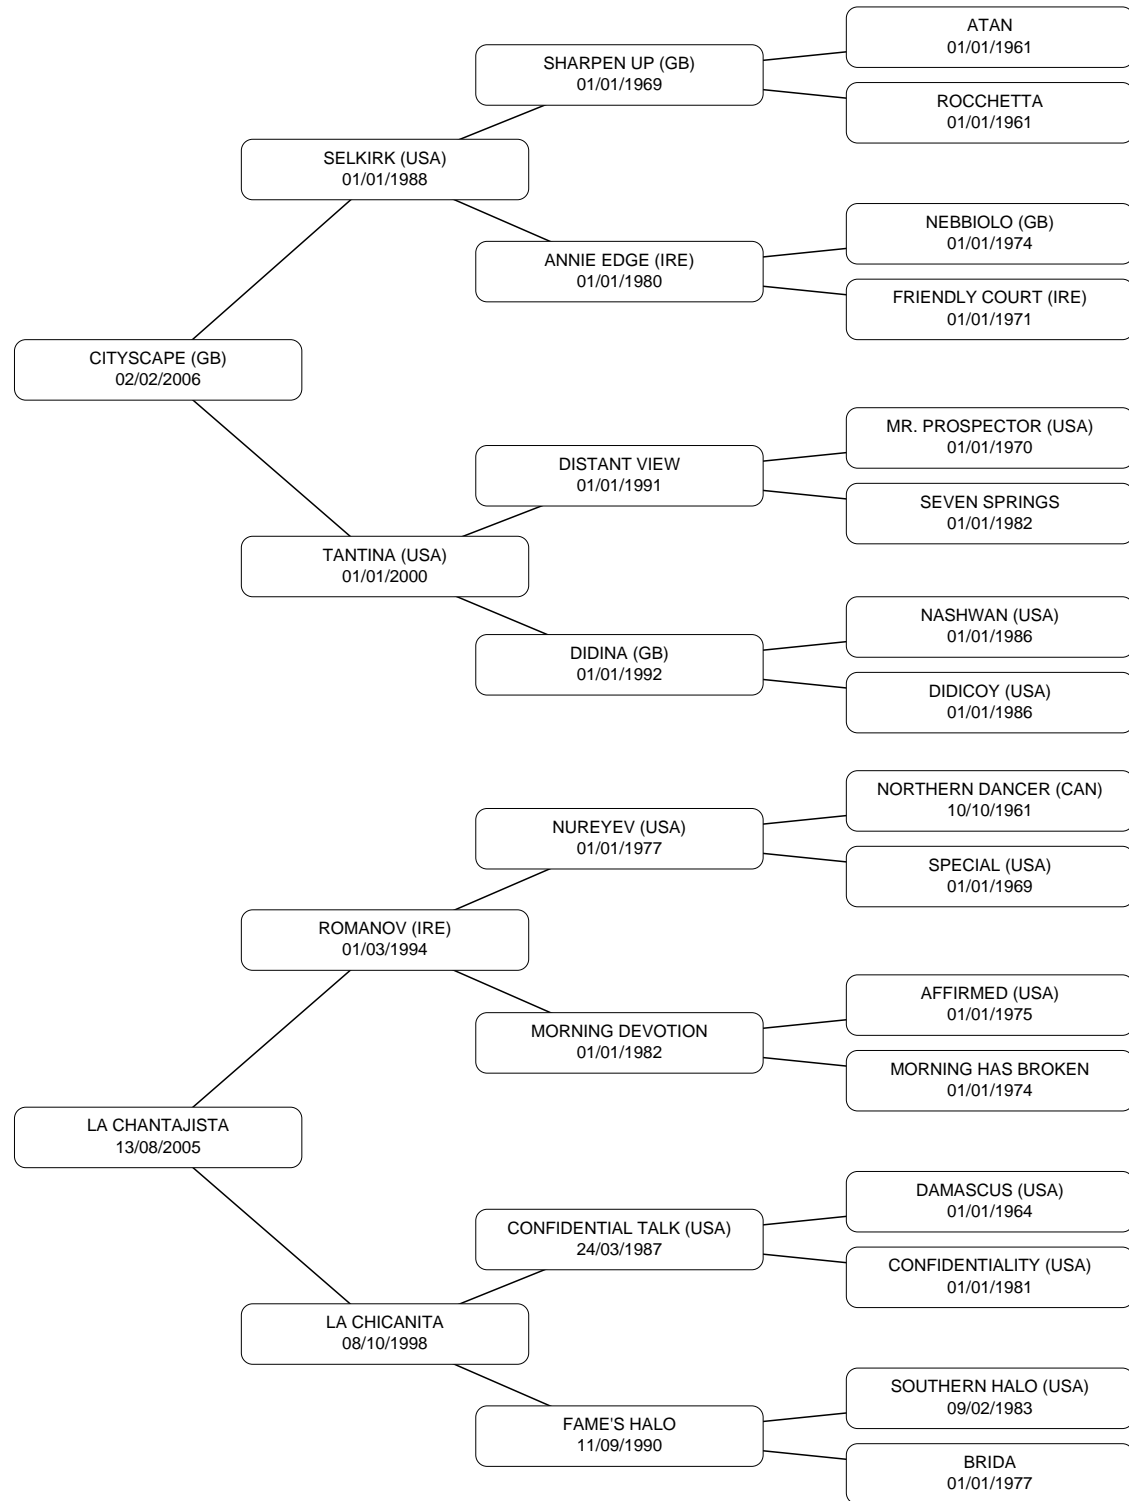 ATAN
01/01/1961
SHARPEN UP (GB)
01/01/1969
ROCCHETTA
01/01/1961
SELKIRK (USA)
01/01/1988
NEBBIOLO (GB)
01/01/1974
ANNIE EDGE (IRE)
01/01/1980
FRIENDLY COURT (IRE)
01/01/1971
CITYSCAPE (GB)
02/02/2006
MR. PROSPECTOR (USA)
01/01/1970
DISTANT VIEW
01/01/1991
SEVEN SPRINGS
01/01/1982
TANTINA (USA)
01/01/2000
NASHWAN (USA)
01/01/1986
DIDINA (GB)
01/01/1992
DIDICOY (USA)
01/01/1986
NORTHERN DANCER (CAN)
10/10/1961
NUREYEV (USA)
01/01/1977
SPECIAL (USA)
01/01/1969
ROMANOV (IRE)
01/03/1994
AFFIRMED (USA)
01/01/1975
MORNING DEVOTION
01/01/1982
MORNING HAS BROKEN
01/01/1974
LA CHANTAJISTA
13/08/2005
DAMASCUS (USA)
01/01/1964
CONFIDENTIAL TALK (USA)
24/03/1987
CONFIDENTIALITY (USA)
01/01/1981
LA CHICANITA
08/10/1998
SOUTHERN HALO (USA)
09/02/1983
FAME'S HALO
11/09/1990
BRIDA
01/01/1977